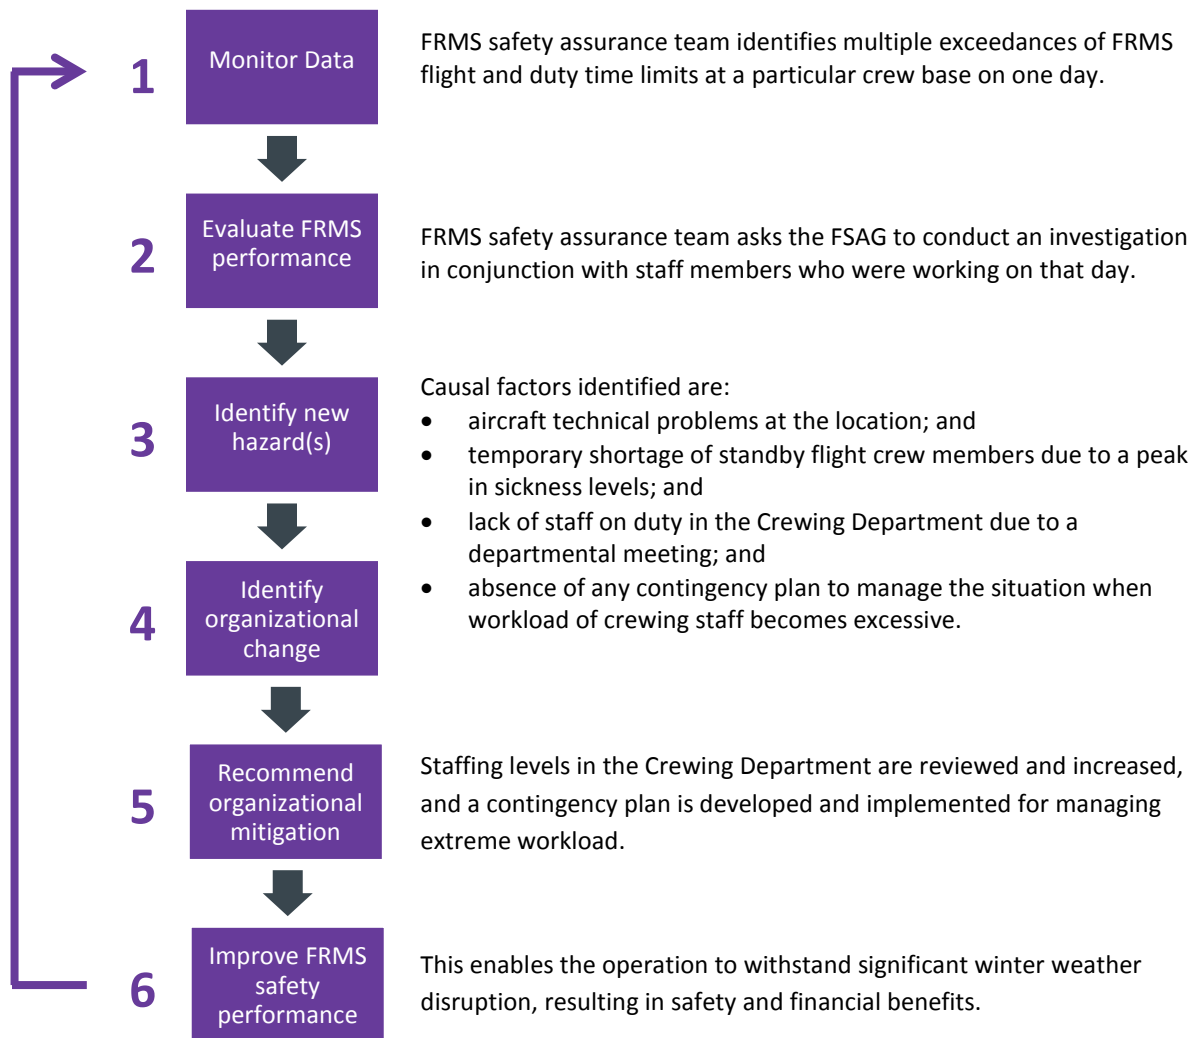 1
Monitor Data
FRMS safety assurance team identifies multiple exceedances of FRMS
flight and duty time limits at a particular crew base on one day.
2
Evaluate FRMS
performance
FRMS safety assurance team asks the FSAG to conduct an investigation
in conjunction with staff members who were working on that day.
3
Identify new
hazard(s)
Causal factors identified are:
• aircraft technical problems at the location; and
• temporary shortage of standby flight crew members due to a peak
in sickness levels; and
• lack of staff on duty in the Crewing Department due to a
departmental meeting; and
• absence of any contingency plan to manage the situation when
workload of crewing staff becomes excessive.
4
Identify
organizational
change
5
Recommend
organizational
mitigation
Staffing levels in the Crewing Department are reviewed and increased,
and a contingency plan is developed and implemented for managing
extreme workload.
6
Improve FRMS
safety
performance
This enables the operation to withstand significant winter weather
disruption, resulting in safety and financial benefits.